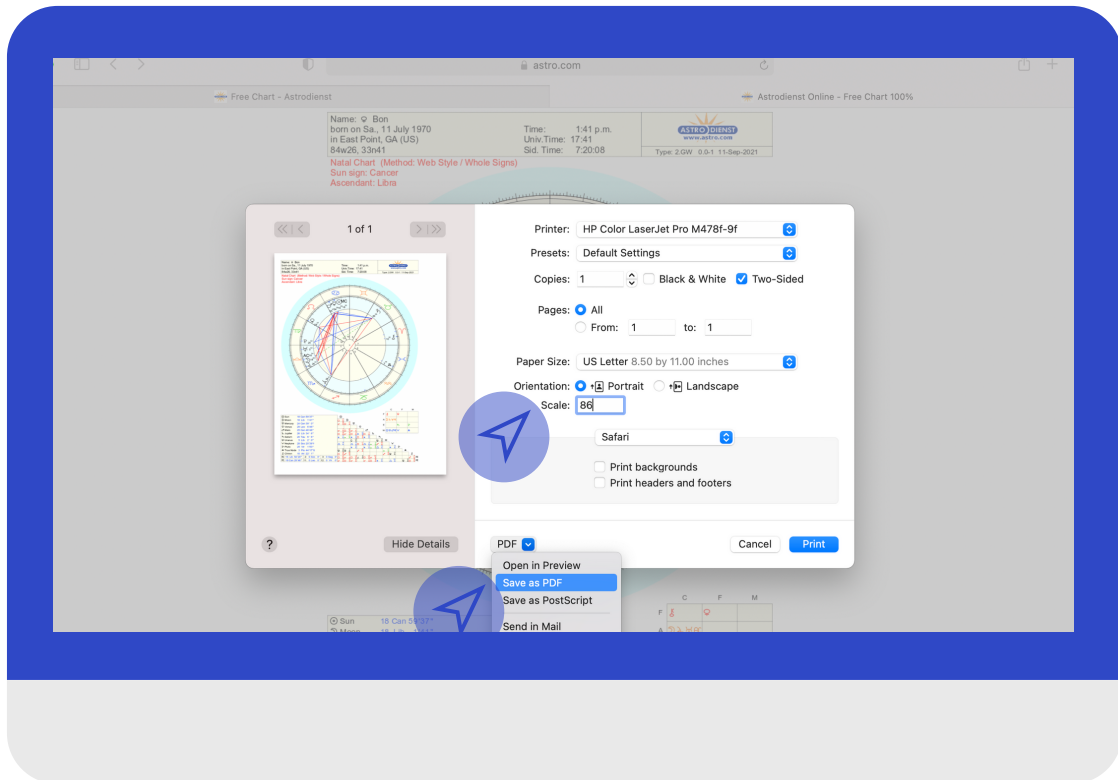 astro.com
Free Chart - Astrodienst
Astrodienst Online - Free Chart 100%
Name: ♀ Bon
born on Sa., 11 July 1970
in East Point, GA (US)
84w26, 33n41
Time: 1:41 p.m.
Univ.Time: 17:41
Sid. Time: 7:20:08
ASTRO DIENST
www.astro.com
Type: 2.GW 0.0-1 11-Sep-2021
Natal Chart (Method: Web Style / Whole Signs)
Sun sign: Cancer
Ascendant: Libra
1 of 1
Printer: HP Color LaserJet Pro M478f-9f
Presets: Default Settings
Copies: 1 Black & White Two-Sided
Pages: All
From: 1 to: 1
Paper Size: US Letter 8.50 by 11.00 inches
Orientation: Portrait Landscape
Scale: 86
Safari
Print backgrounds
Print headers and footers
? Hide Details
PDF
Cancel Print
Open in Preview
Save as PDF
Save as PostScript
Send in Mail
C F M
F
A
Sun 18 Can 59'37"